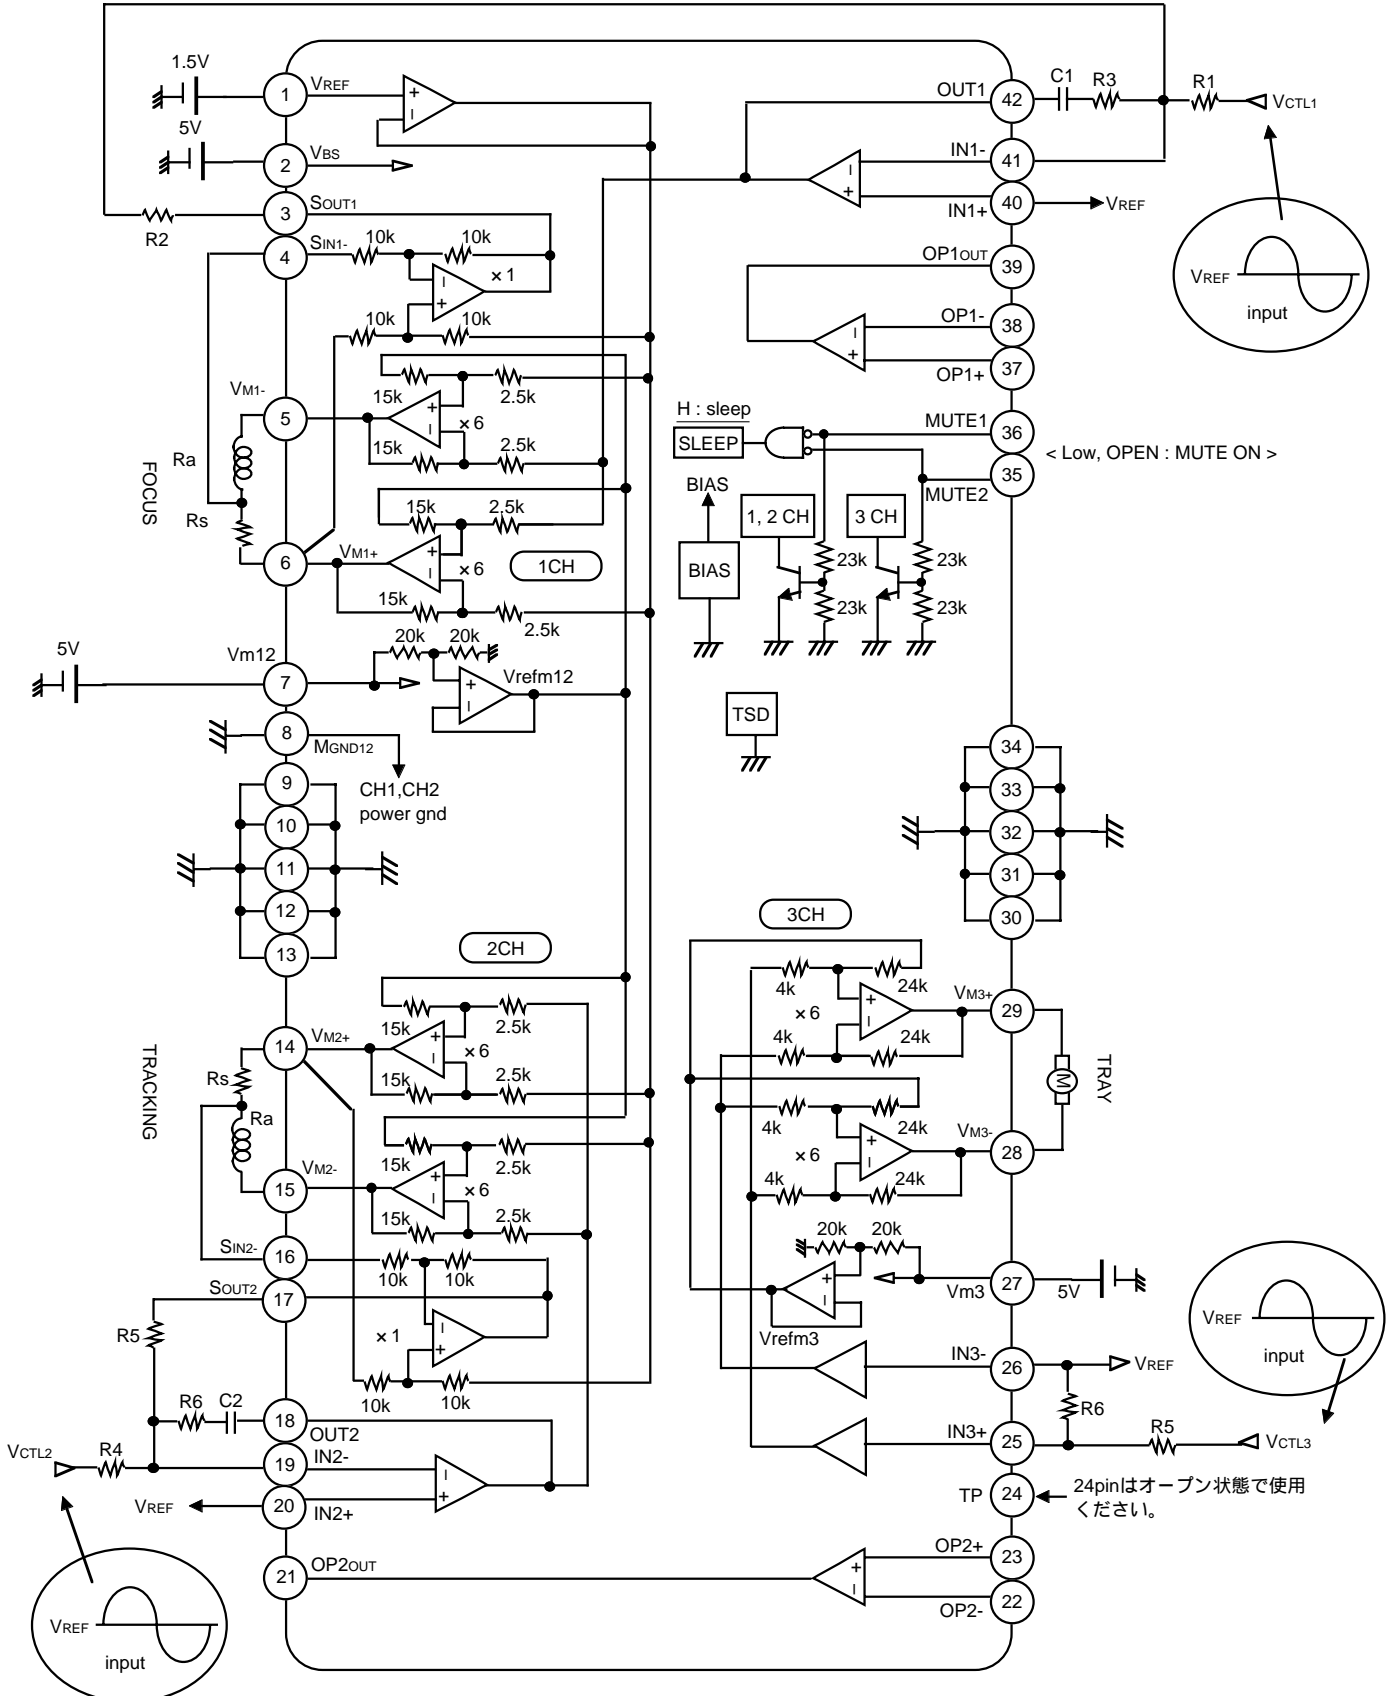 1.5V
1
VREF
5V
2
VBS
3
SOUT1
R2
4
SIN1-
10k
10k
×1
10k
10k
VM1-
5
15k
2.5k
×6
15k
2.5k
Ra
FOCUS
Rs
6
VM1+
15k
2.5k
×6
15k
2.5k
1CH
5V
Vm12
7
20k
20k
Vrefm12
8
MGND12
CH1,CH2
power gnd
9
10
11
12
13
2CH
TRACKING
14
VM2+
15k
2.5k
×6
15k
2.5k
Rs
Ra
VM2-
15
15k
2.5k
×6
15k
2.5k
SIN2-
16
10k
10k
SOUT2
17
R5
×1
10k
10k
R6
C2
18
OUT2
VCTL2
R4
19
IN2-
VREF
20
IN2+
21
OP2OUT
VREF
input
OUT1
42
C1
R3
R1
VCTL1
IN1-
41
40
IN1+
VREF
VREF
input
OP1OUT
39
OP1-
38
37
OP1+
H : sleep
SLEEP
MUTE1
36
< Low, OPEN : MUTE ON >
35
MUTE2
BIAS
BIAS
1, 2 CH
3 CH
23k
23k
23k
23k
TSD
34
33
32
31
30
3CH
4k
24k
×6
4k
24k
VM3+
29
TRAY
M
4k
24k
×6
4k
24k
VM3-
28
20k
20k
Vm3
27
5V
Vrefm3
IN3-
26
VREF
R6
IN3+
25
R5
VCTL3
VREF
input
TP
24
24pinはオープン状態で使用
ください。
OP2+
23
22
OP2-